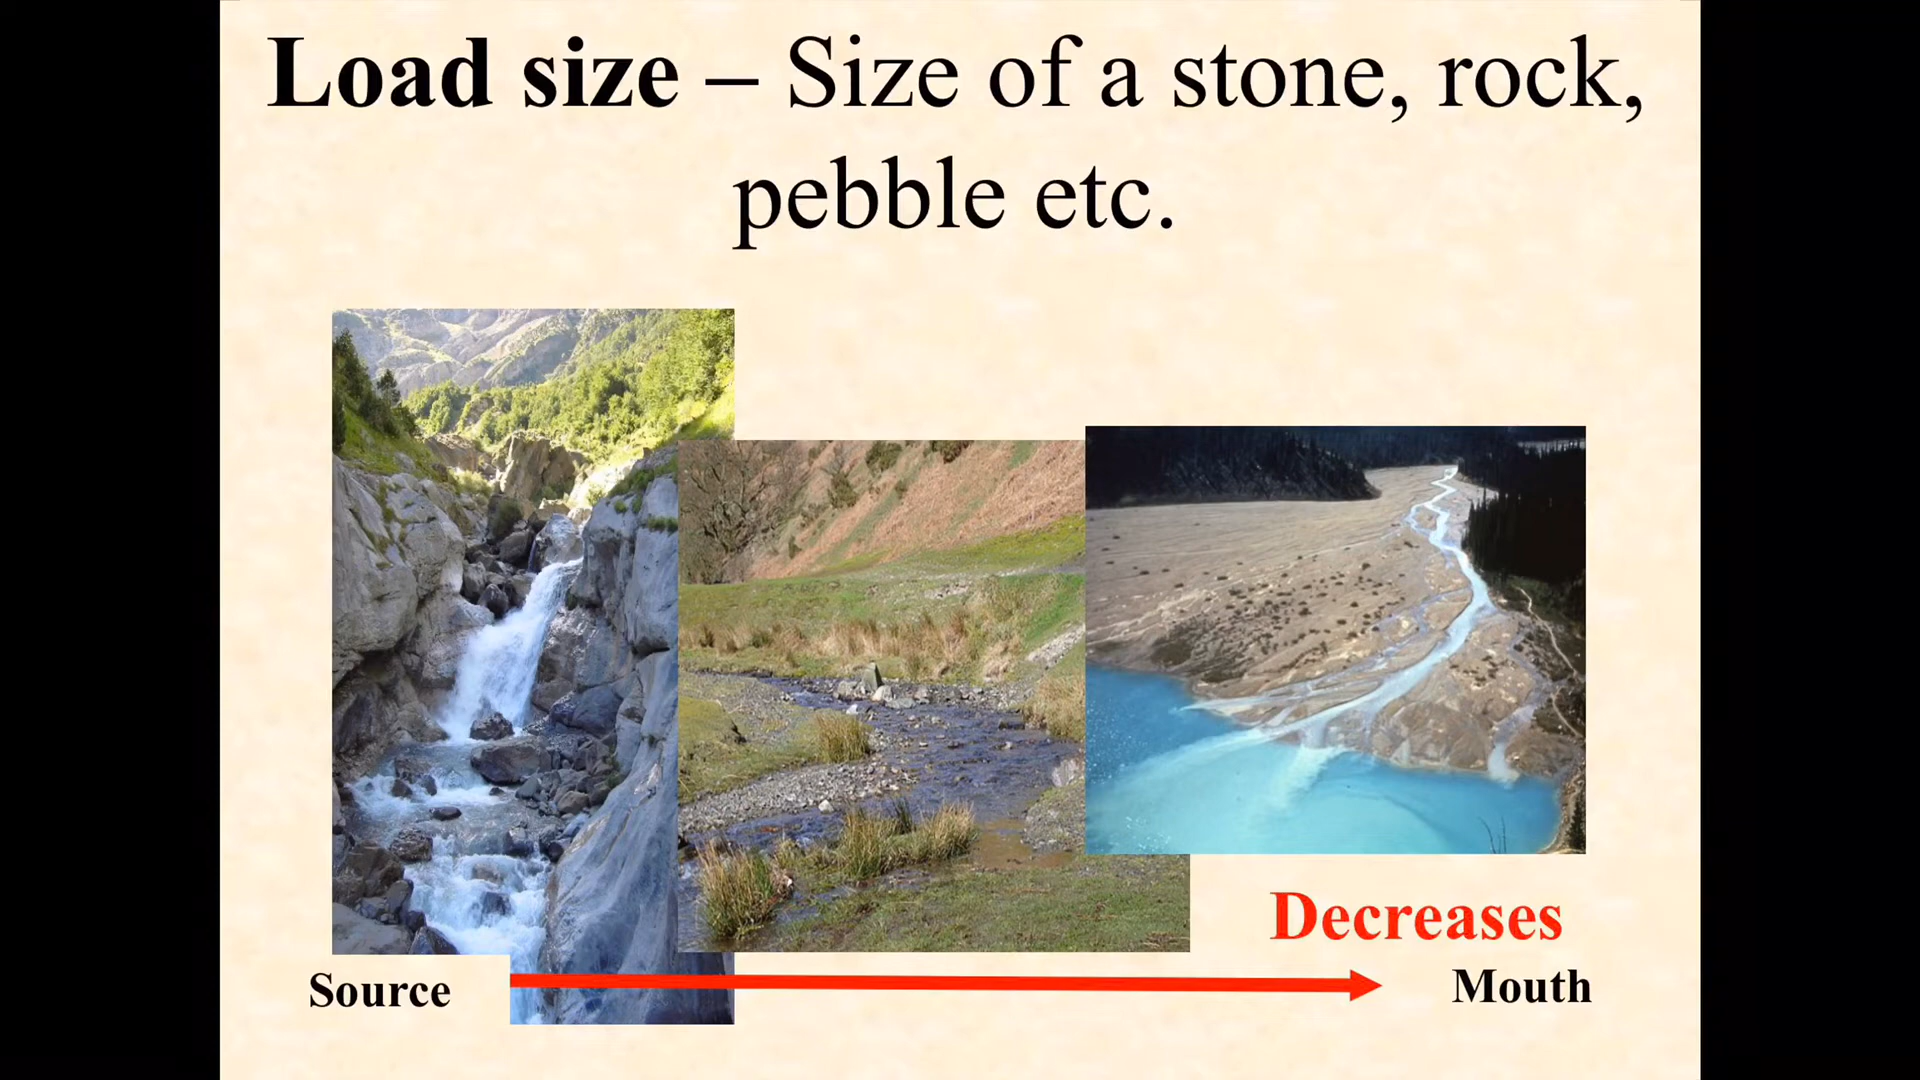 Load size – Size of a stone, rock,
pebble etc.
Decreases
Source
Mouth